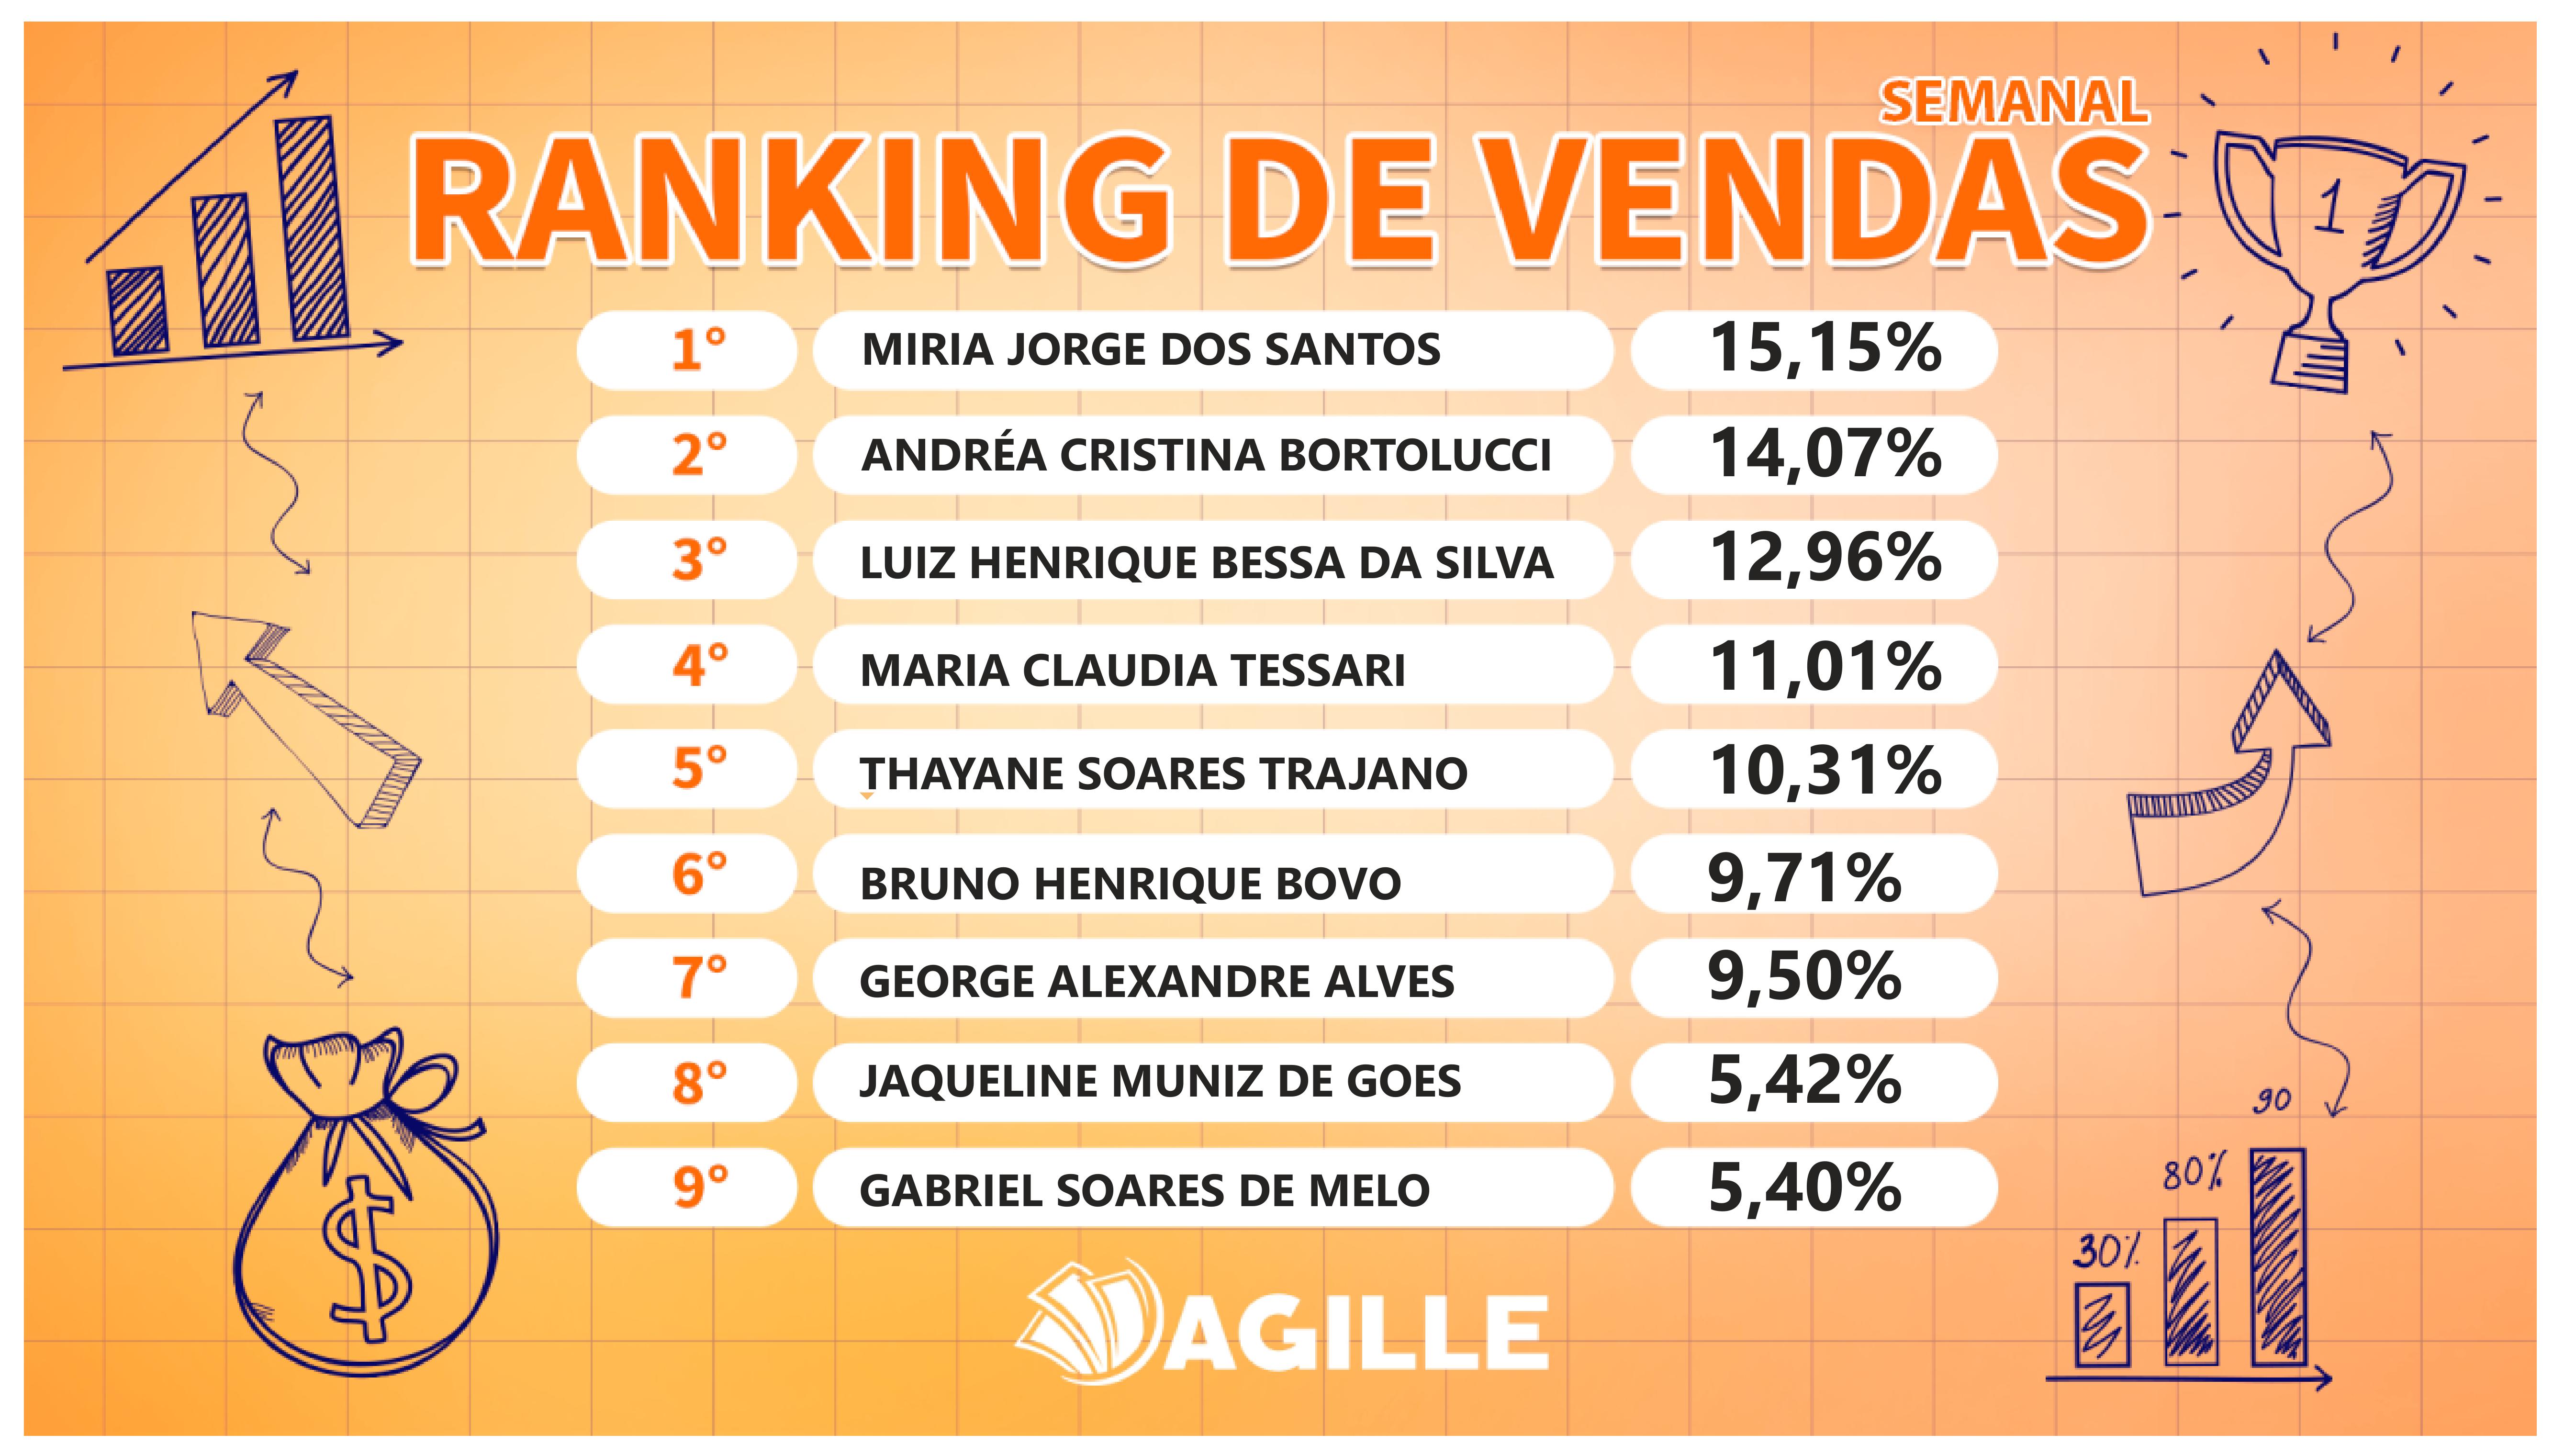 SEMANAL
RANKING DE VENDAS
1
1° MIRIA JORGE DOS SANTOS 15,15%
2° ANDRÉA CRISTINA BORTOLUCCI 14,07%
3° LUIZ HENRIQUE BESSA DA SILVA 12,96%
4° MARIA CLAUDIA TESSARI 11,01%
5° THAYANE SOARES TRAJANO 10,31%
6° BRUNO HENRIQUE BOVO 9,71%
7° GEORGE ALEXANDRE ALVES 9,50%
8° JAQUELINE MUNIZ DE GOES 5,42%
9° GABRIEL SOARES DE MELO 5,40%
$
30% 80% 90
AGILLE